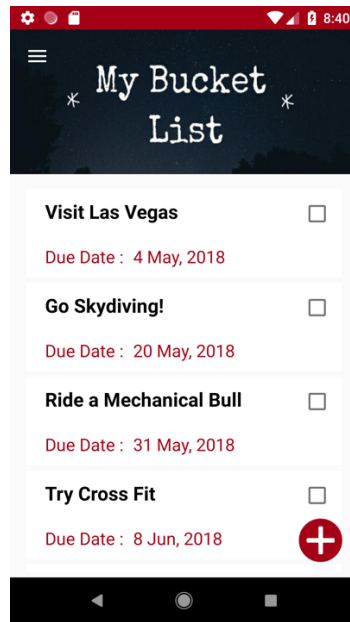 8:40
My Bucket
List
Visit Las Vegas
Due Date : 4 May, 2018
Go Skydiving!
Due Date : 20 May, 2018
Ride a Mechanical Bull
Due Date : 31 May, 2018
Try Cross Fit
Due Date : 8 Jun, 2018